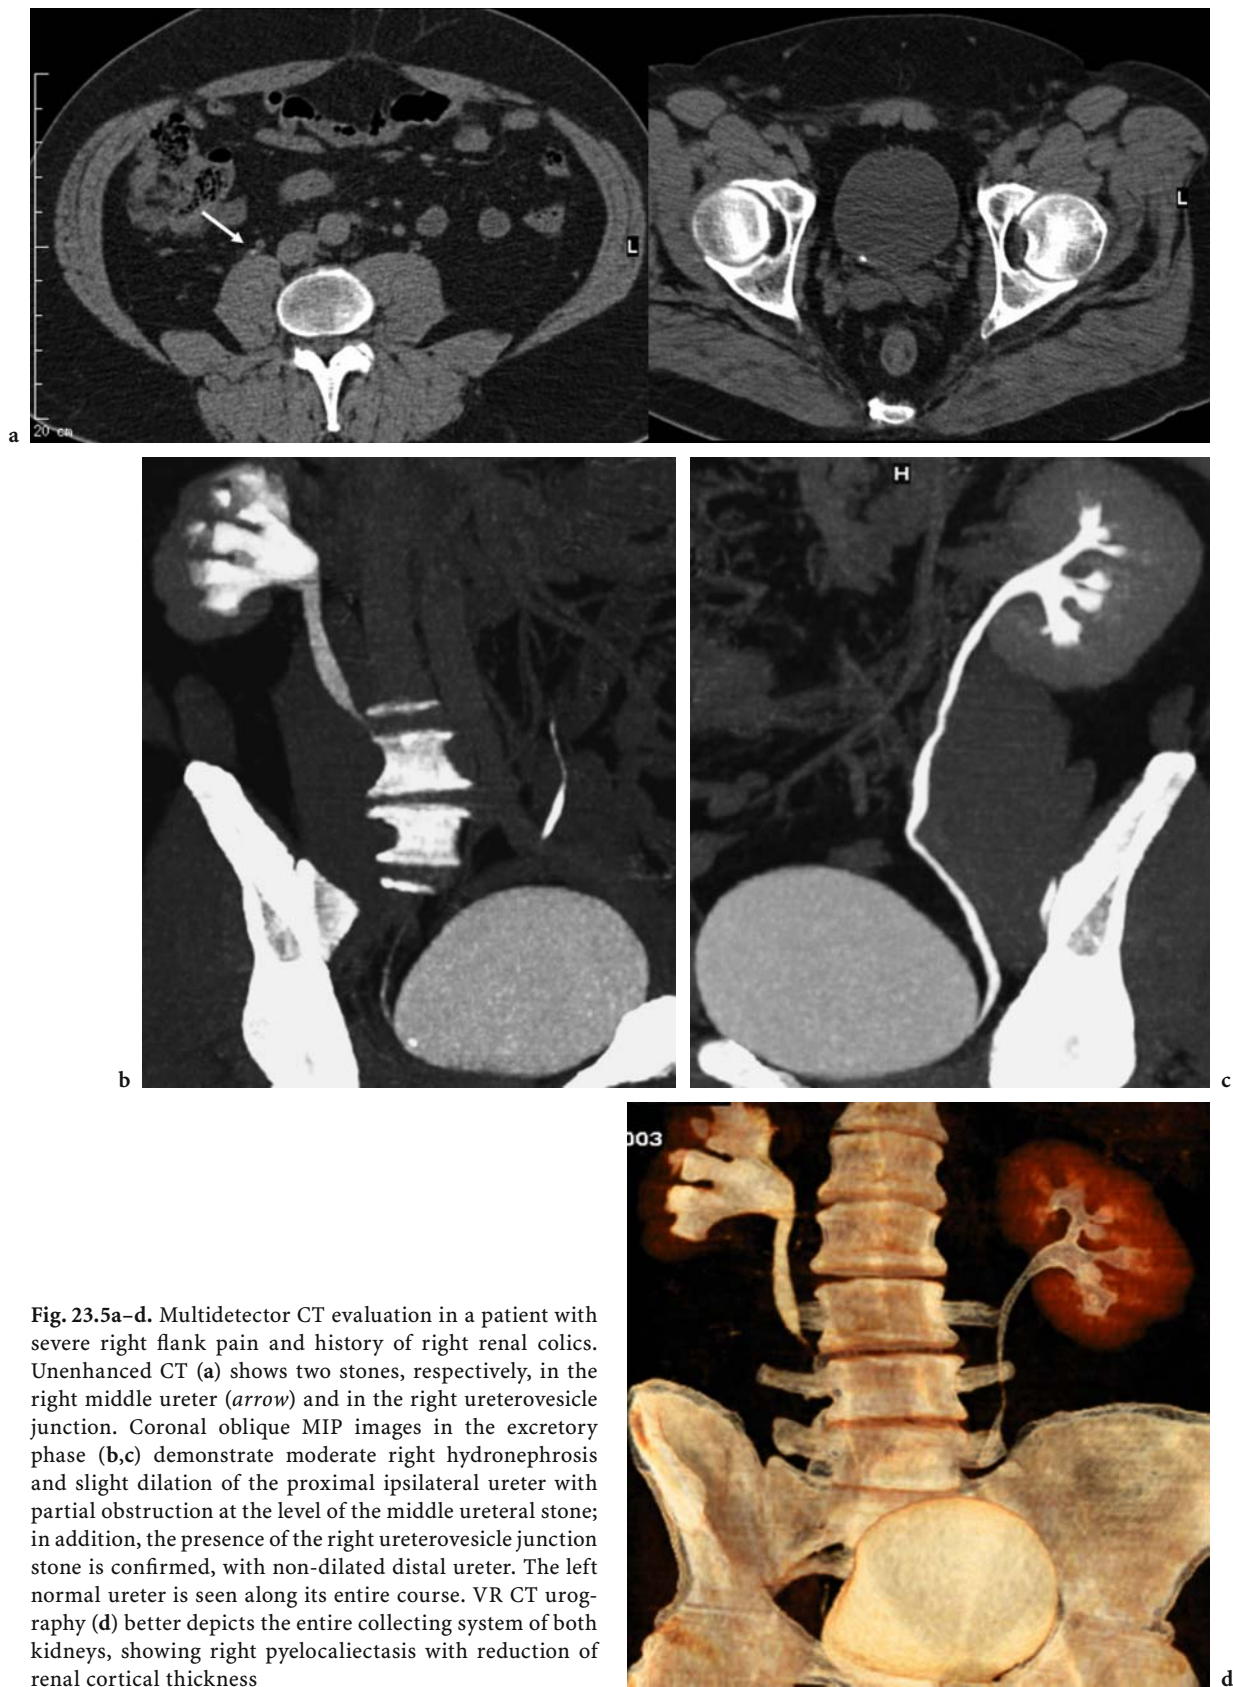 L
L
20 cm
a
H
b
c
003
Fig. 23.5a–d. Multidetector CT evaluation in a patient with
severe right flank pain and history of right renal colics.
Unenhanced CT (a) shows two stones, respectively, in the
right middle ureter (arrow) and in the right ureterovesicle
junction. Coronal oblique MIP images in the excretory
phase (b,c) demonstrate moderate right hydronephrosis
and slight dilation of the proximal ipsilateral ureter with
partial obstruction at the level of the middle ureteral stone;
in addition, the presence of the right ureterovesicle junction
stone is confirmed, with non-dilated distal ureter. The left
normal ureter is seen along its entire course. VR CT urog-
raphy (d) better depicts the entire collecting system of both
kidneys, showing right pyelocaliectasis with reduction of
renal cortical thickness
d